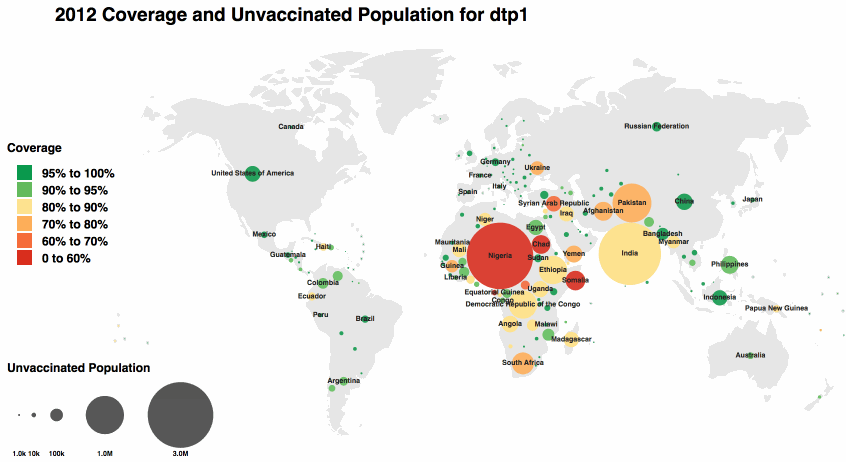 2012 Coverage and Unvaccinated Population for dtp1
Canada
Russian Federation
Coverage
95% to 100%
90% to 95%
80% to 90%
70% to 80%
60% to 70%
0 to 60%
United States of America
Germany
Ukraine
France
Italy
Spain
Syrian Arab Republic
Pakistan
China
Japan
Afghanistan
Iraq
Niger
Egypt
Mexico
Haiti
Guatemala
Mauritania
Mali
Chad
Bangladesh
Myanmar
Nigeria
Sudan
Yemen
India
Guinea
Ethiopia
Philippines
Liberia
Somalia
Colombia
Uganda
Equatorial Guinea
Ecuador
Congo
Democratic Republic of the Congo
Indonesia
Papua New Guinea
Peru
Brazil
Angola
Malawi
Madagascar
Australia
South Africa
Argentina
Unvaccinated Population
1.0k 10k 100k 1.0M 3.0M